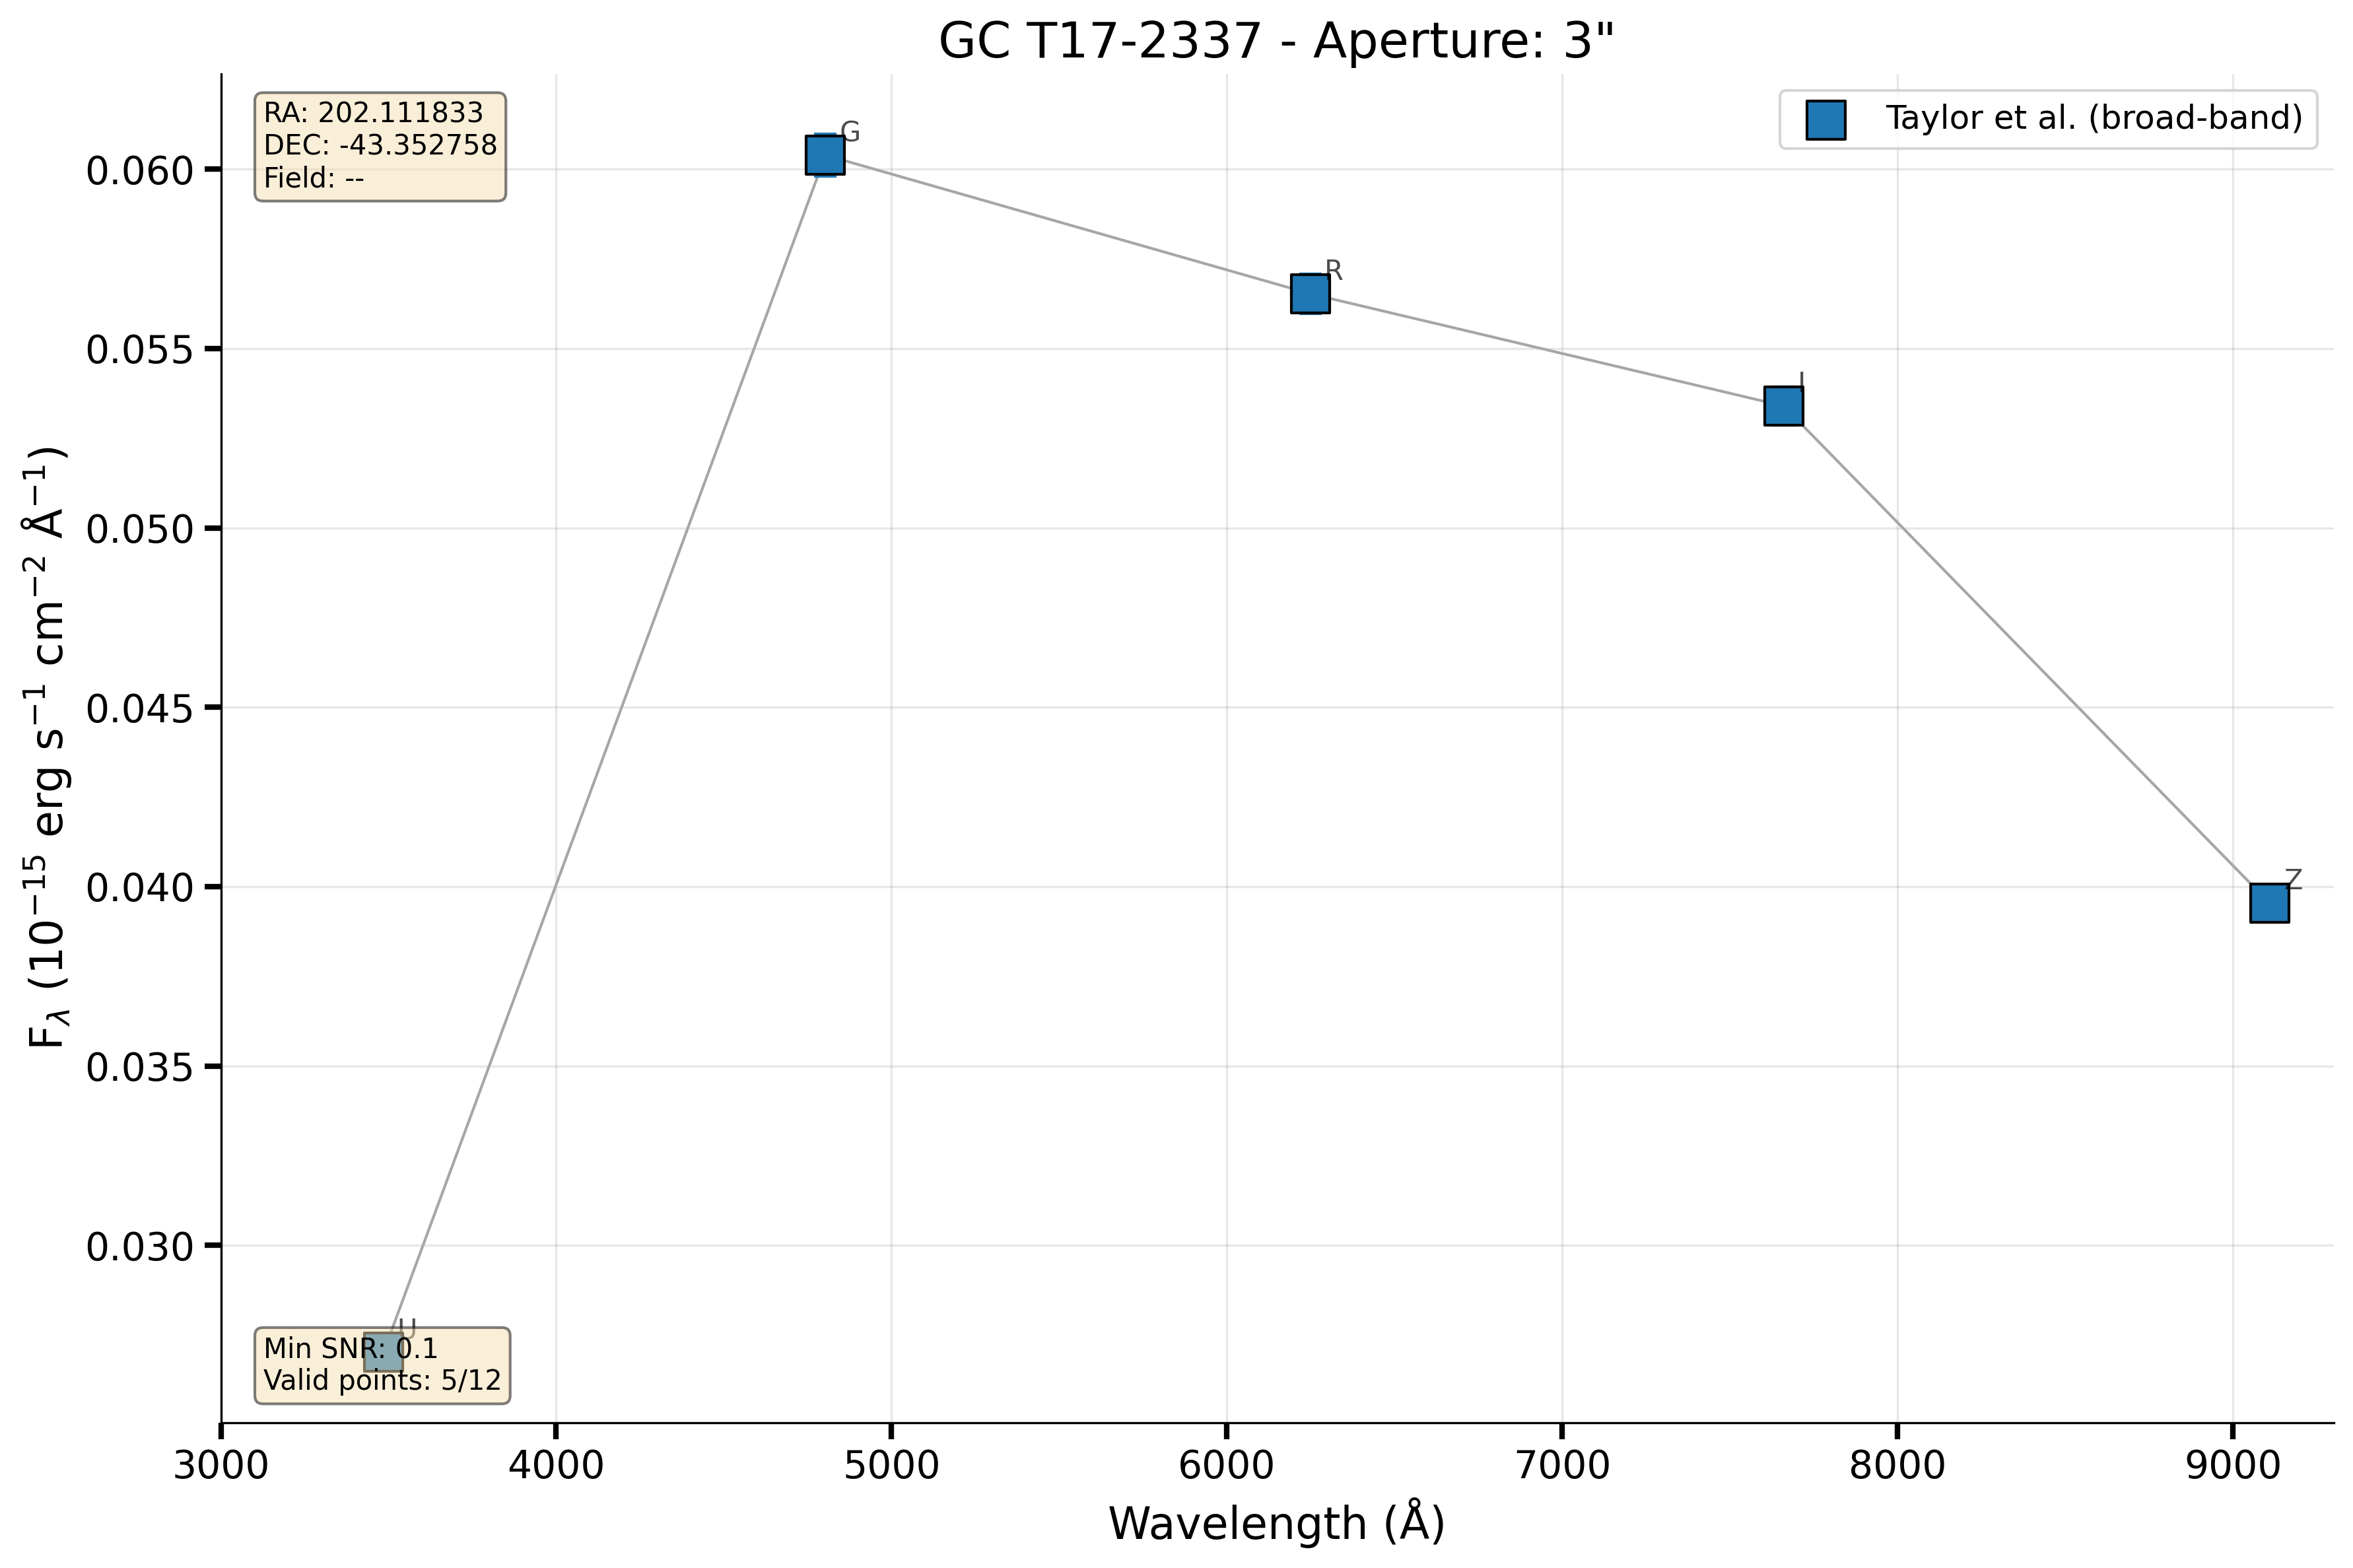 GC T17-2337 - Aperture: 3"
RA: 202.111833
DEC: -43.352758
Field: --
Taylor et al. (broad-band)
G
R
I
Z
U
Min SNR: 0.1
Valid points: 5/12
0.060
0.055
0.050
0.045
0.040
0.035
0.030
F_λ (10⁻¹⁵ erg s⁻¹ cm⁻² Å⁻¹)
3000 4000 5000 6000 7000 8000 9000
Wavelength (Å)